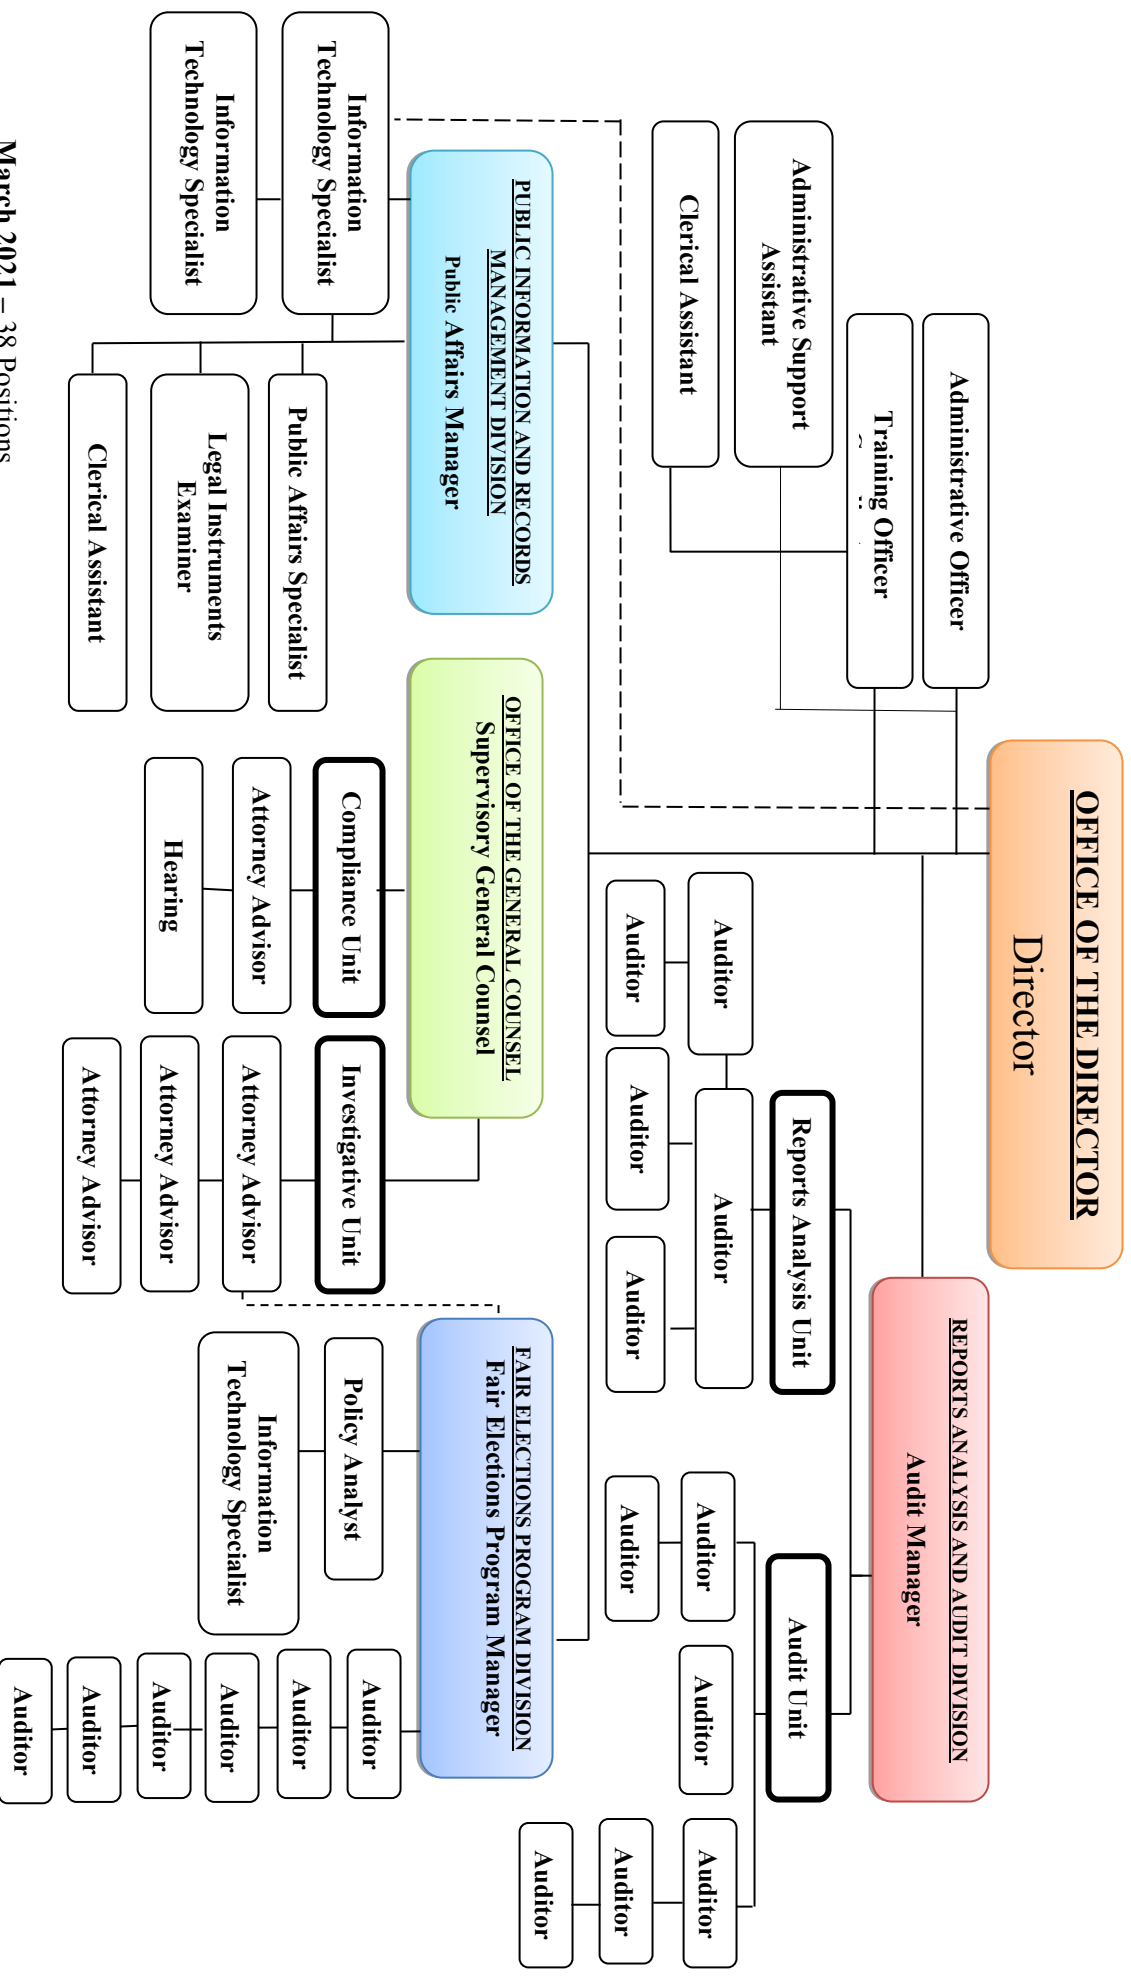 OFFICE OF THE DIRECTOR
Director
Administrative Officer
Training Officer
Administrative Support
Assistant
Clerical Assistant
REPORTS ANALYSIS AND AUDIT DIVISION
Audit Manager
Reports Analysis Unit
Auditor
Auditor
Auditor
Auditor
Auditor
Audit Unit
Auditor
Auditor
Auditor
Auditor
Auditor
Auditor
PUBLIC INFORMATION AND RECORDS
MANAGEMENT DIVISION
Public Affairs Manager
Information
Technology Specialist
Information
Technology Specialist
Public Affairs Specialist
Legal Instruments
Examiner
Clerical Assistant
OFFICE OF THE GENERAL COUNSEL
Supervisory General Counsel
Compliance Unit
Attorney Advisor
Hearing
Investigative Unit
Attorney Advisor
Attorney Advisor
Attorney Advisor
FAIR ELECTIONS PROGRAM DIVISION
Fair Elections Program Manager
Policy Analyst
Information
Technology Specialist
Auditor
Auditor
Auditor
Auditor
Auditor
Auditor
March 2021 – 38 Positions